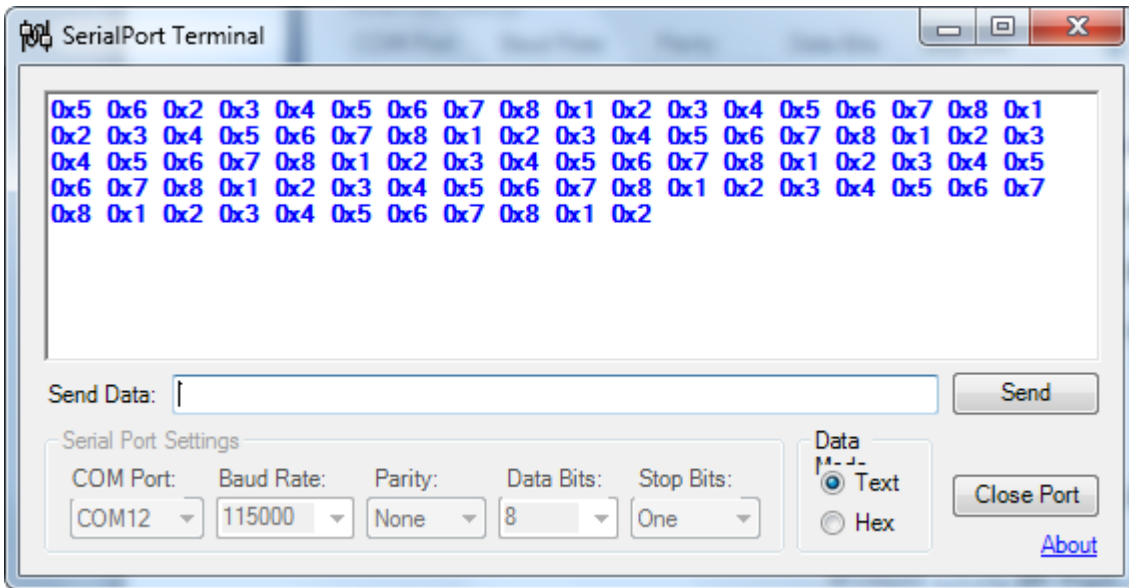 SerialPort Terminal
0x5 0x6 0x2 0x3 0x4 0x5 0x6 0x7 0x8 0x1 0x2 0x3 0x4 0x5 0x6 0x7 0x8 0x1
0x2 0x3 0x4 0x5 0x6 0x7 0x8 0x1 0x2 0x3 0x4 0x5 0x6 0x7 0x8 0x1 0x2 0x3
0x4 0x5 0x6 0x7 0x8 0x1 0x2 0x3 0x4 0x5 0x6 0x7 0x8 0x1 0x2 0x3 0x4 0x5
0x6 0x7 0x8 0x1 0x2 0x3 0x4 0x5 0x6 0x7 0x8 0x1 0x2 0x3 0x4 0x5 0x6 0x7
0x8 0x1 0x2 0x3 0x4 0x5 0x6 0x7 0x8 0x1 0x2
Send Data: Send
Serial Port Settings
COM Port: Baud Rate: Parity: Data Bits: Stop Bits:
COM12 115000 None 8 One
Data
Text
Hex
Close Port
About